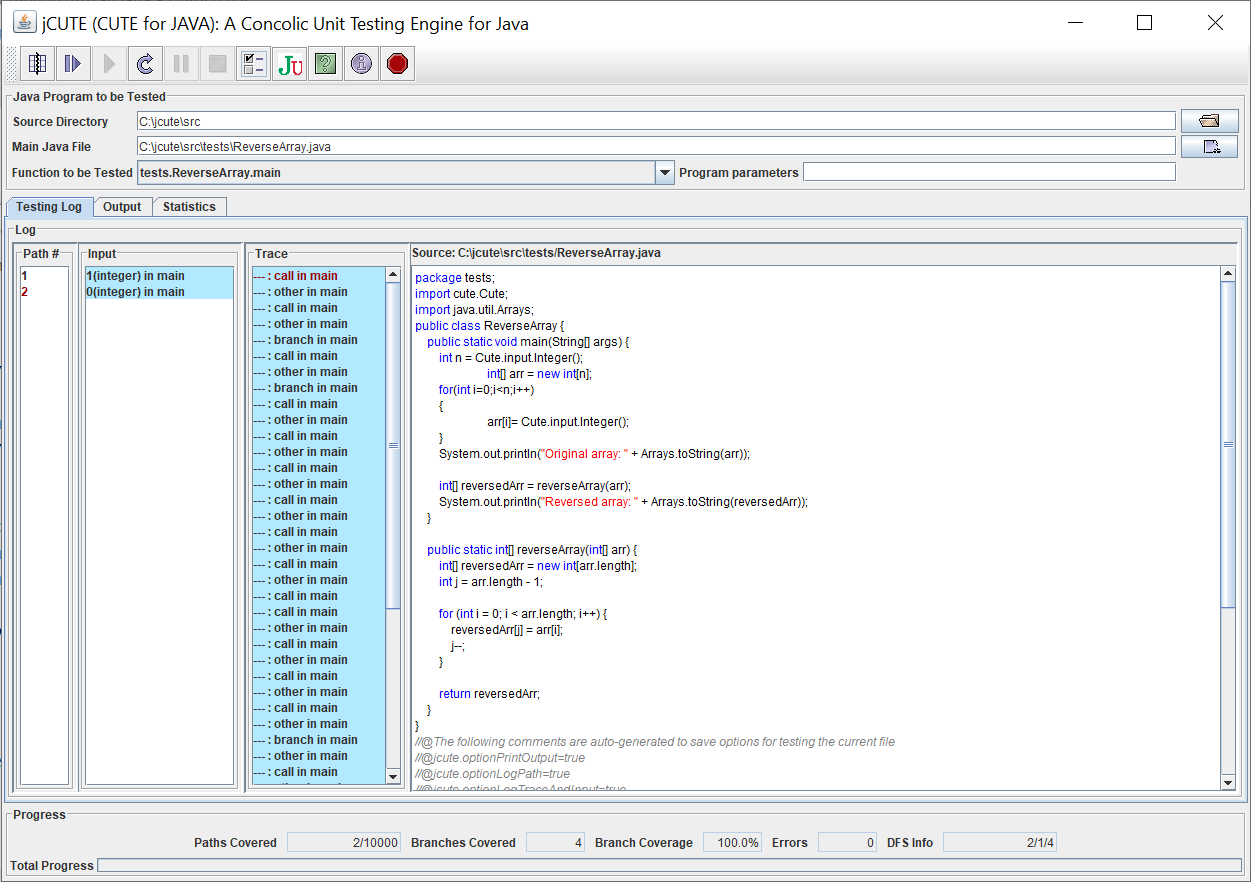 jCUTE (CUTE for JAVA): A Concolic Unit Testing Engine for Java
JU ?
Java Program to be Tested
Source Directory C:\jcute\src
Main Java File C:\jcute\src\tests\ReverseArray.java
Function to be Tested tests.ReverseArray.main Program parameters
Testing Log Output Statistics
Log
Path # Input Trace Source: C:\jcute\src\tests/ReverseArray.java
1
2
1(integer) in main
0(integer) in main
--- : call in main
--- : other in main
--- : call in main
--- : other in main
--- : branch in main
--- : call in main
--- : other in main
--- : branch in main
--- : call in main
--- : other in main
--- : call in main
--- : other in main
--- : call in main
--- : other in main
--- : call in main
--- : other in main
--- : call in main
--- : other in main
--- : call in main
--- : other in main
--- : call in main
--- : call in main
--- : other in main
--- : call in main
--- : other in main
--- : call in main
--- : other in main
--- : call in main
--- : other in main
--- : branch in main
--- : other in main
--- : call in main
package tests;
import cute.Cute;
import java.util.Arrays;
public class ReverseArray {
public static void main(String[] args) {
int n = Cute.input.Integer();
int[] arr = new int[n];
for(int i=0;i<n;i++)
{
arr[i]= Cute.input.Integer();
}
System.out.println("Original array: " + Arrays.toString(arr));
int[] reversedArr = reverseArray(arr);
System.out.println("Reversed array: " + Arrays.toString(reversedArr));
}
public static int[] reverseArray(int[] arr) {
int[] reversedArr = new int[arr.length];
int j = arr.length - 1;
for (int i = 0; i < arr.length; i++) {
reversedArr[j] = arr[i];
j--;
}
return reversedArr;
}
}
//@The following comments are auto-generated to save options for testing the current file
//@jcute.optionPrintOutput=true
//@jcute.optionLogPath=true
//@jcute.optionLogTraceAndInput=true
Progress
Paths Covered 2/10000 Branches Covered 4 Branch Coverage 100.0% Errors 0 DFS Info 2/1/4
Total Progress